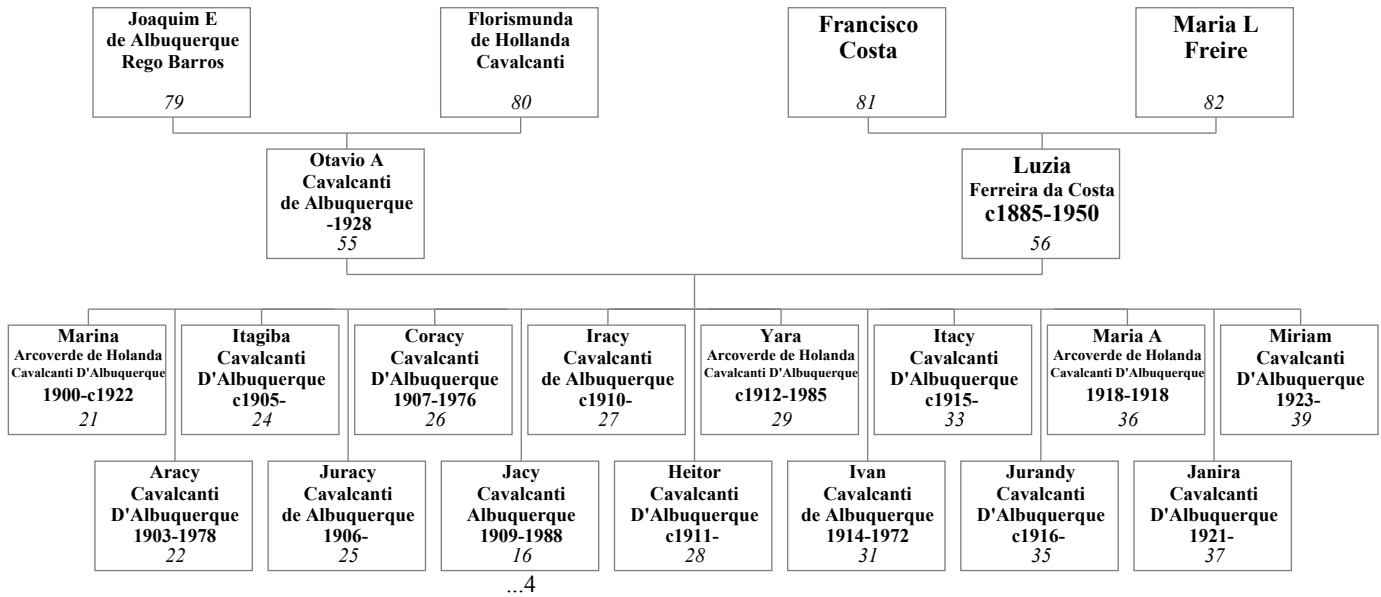 Joaquim E
de Albuquerque
Rego Barros
79
Florismunda
de Hollanda
Cavalcanti
80
Francisco
Costa
81
Maria L
Freire
82
Otavio A
Cavalcanti
de Albuquerque
-1928
55
Luzia
Ferreira da Costa
c1885-1950
56
Marina
Arcoverde de Holanda
Cavalcanti D'Albuquerque
1900-c1922
21
Itagiba
Cavalcanti
D'Albuquerque
c1905-
24
Coracy
Cavalcanti
D'Albuquerque
1907-1976
26
Iracy
Cavalcanti
de Albuquerque
c1910-
27
Yara
Arcoverde de Holanda
Cavalcanti D'Albuquerque
c1912-1985
29
Itacy
Cavalcanti
D'Albuquerque
c1915-
33
Maria A
Arcoverde de Holanda
Cavalcanti D'Albuquerque
1918-1918
36
Miriam
Cavalcanti
D'Albuquerque
1923-
39
Aracy
Cavalcanti
D'Albuquerque
1903-1978
22
Juracy
Cavalcanti
de Albuquerque
1906-
25
Jacy
Cavalcanti
Albuquerque
1909-1988
16
...4
Heitor
Cavalcanti
D'Albuquerque
c1911-
28
Ivan
Cavalcanti
de Albuquerque
1914-1972
31
Jurandy
Cavalcanti
D'Albuquerque
c1916-
35
Janira
Cavalcanti
D'Albuquerque
1921-
37